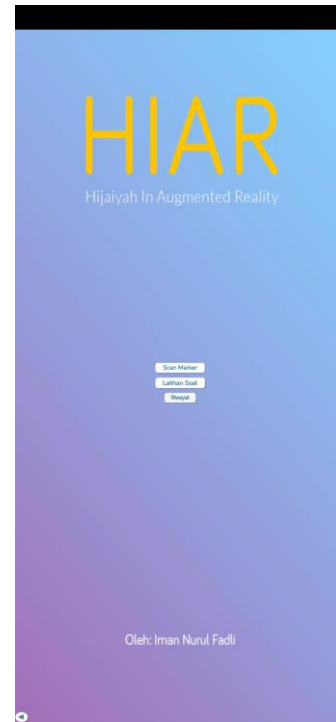 HIAR
Hijaiyah In Augmented Reality
Scan Marker
Latihan Soal
Riwayat
Oleh: Iman Nurul Fadli